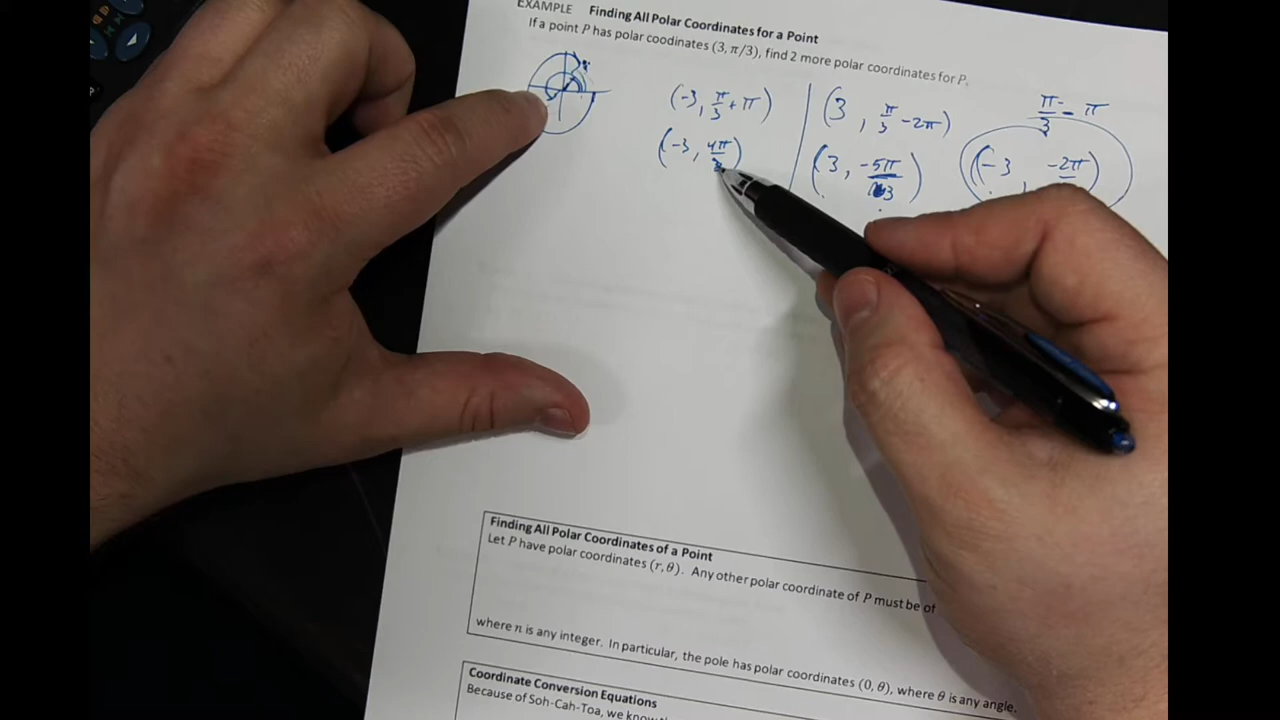 EXAMPLE Finding All Polar Coordinates for a Point
If a point P has polar coodinates (3, π/3), find 2 more polar coordinates for P.
(-3, π/3 + π)
(-3, 4π/3)
(3, π/3 - 2π)
(3, -5π/3)
π/3 - π
(-3, -2π
Finding All Polar Coordinates of a Point
Let P have polar coordinates (r, θ). Any other polar coordinate of P must be of
where n is any integer. In particular, the pole has polar coordinates (0, θ), where θ is any angle.
Coordinate Conversion Equations
Because of Soh-Cah-Toa, we know